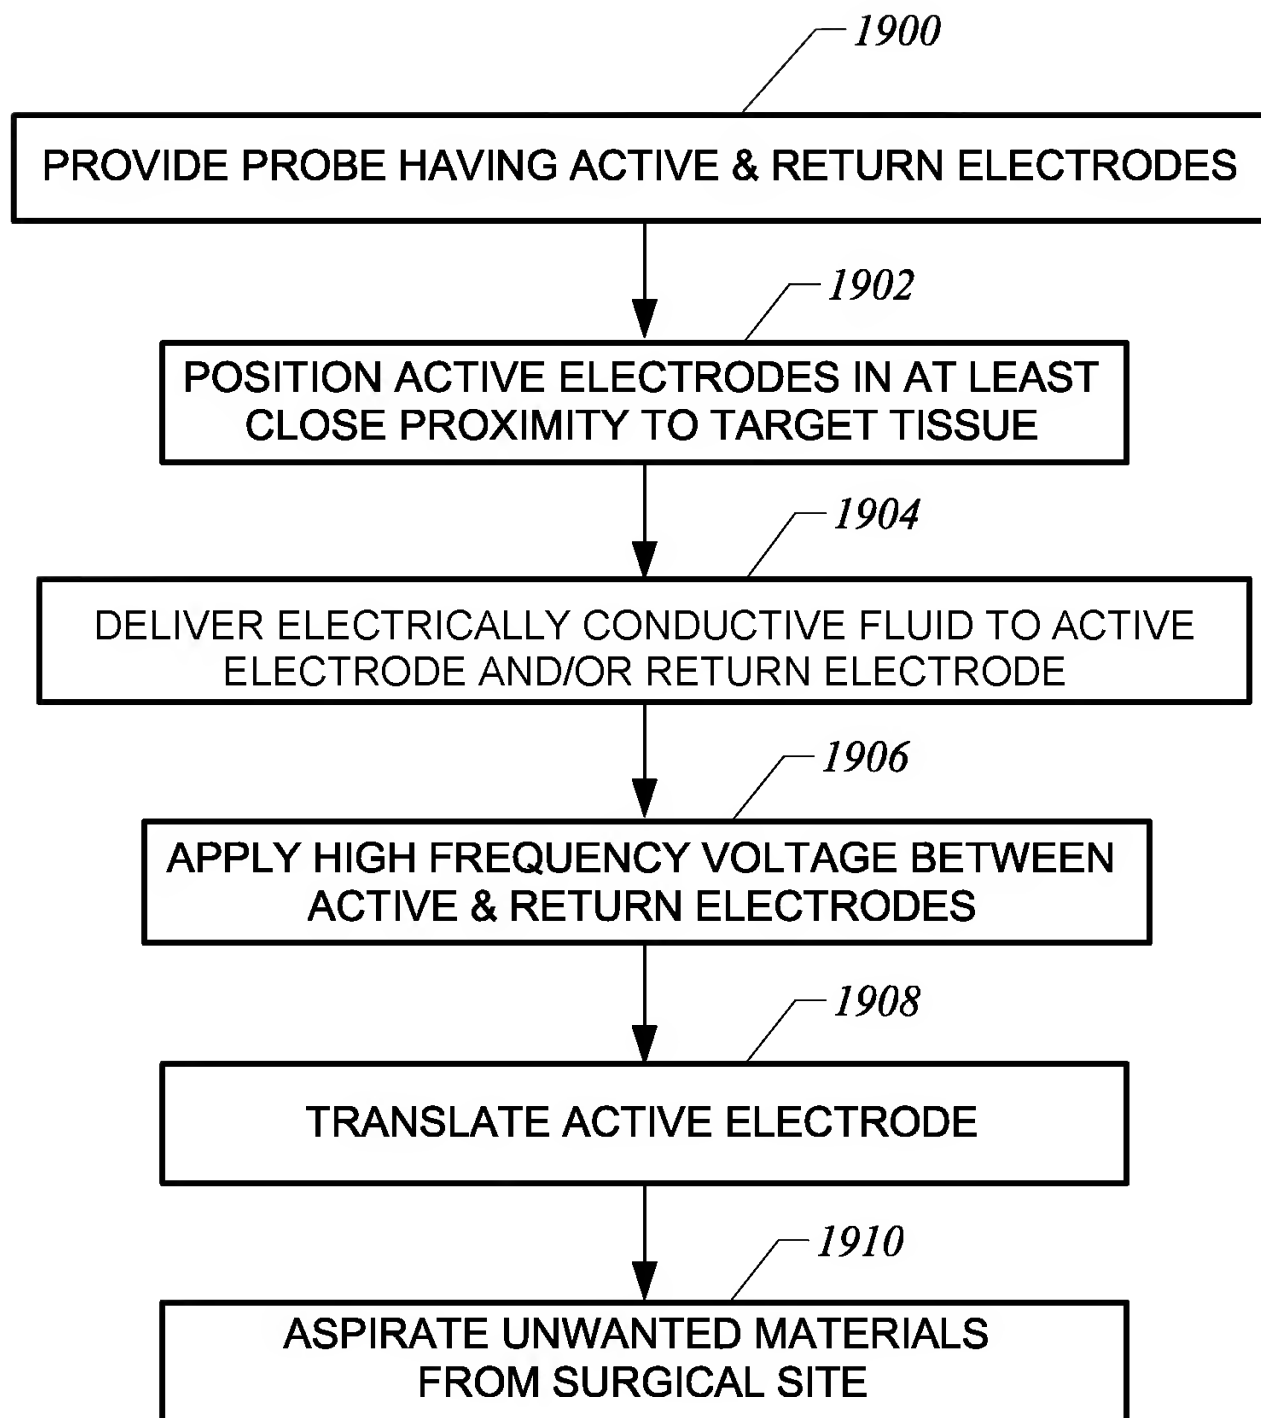 1900
PROVIDE PROBE HAVING ACTIVE & RETURN ELECTRODES
1902
POSITION ACTIVE ELECTRODES IN AT LEAST
CLOSE PROXIMITY TO TARGET TISSUE
1904
DELIVER ELECTRICALLY CONDUCTIVE FLUID TO ACTIVE
ELECTRODE AND/OR RETURN ELECTRODE
1906
APPLY HIGH FREQUENCY VOLTAGE BETWEEN
ACTIVE & RETURN ELECTRODES
1908
TRANSLATE ACTIVE ELECTRODE
1910
ASPIRATE UNWANTED MATERIALS
FROM SURGICAL SITE